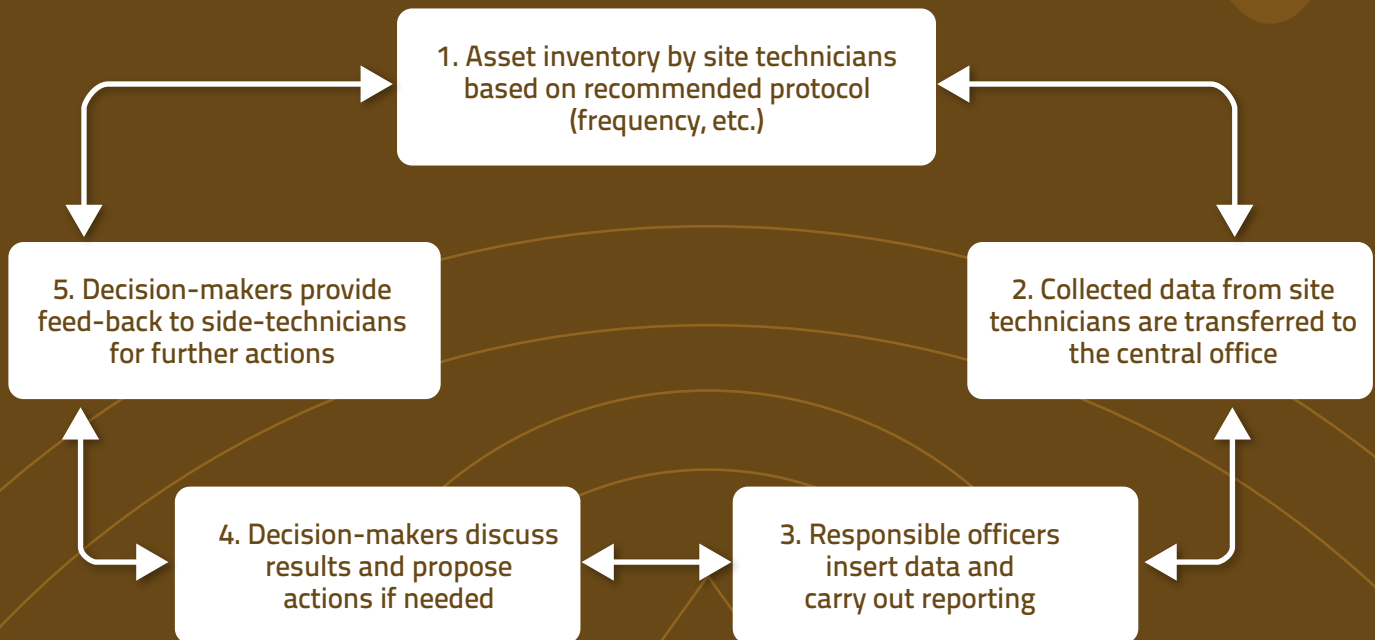 1. Asset inventory by site technicians
based on recommended protocol
(frequency, etc.)
2. Collected data from site
technicians are transferred to
the central office
3. Responsible officers
insert data and
carry out reporting
4. Decision-makers discuss
results and propose
actions if needed
5. Decision-makers provide
feed-back to side-technicians
for further actions